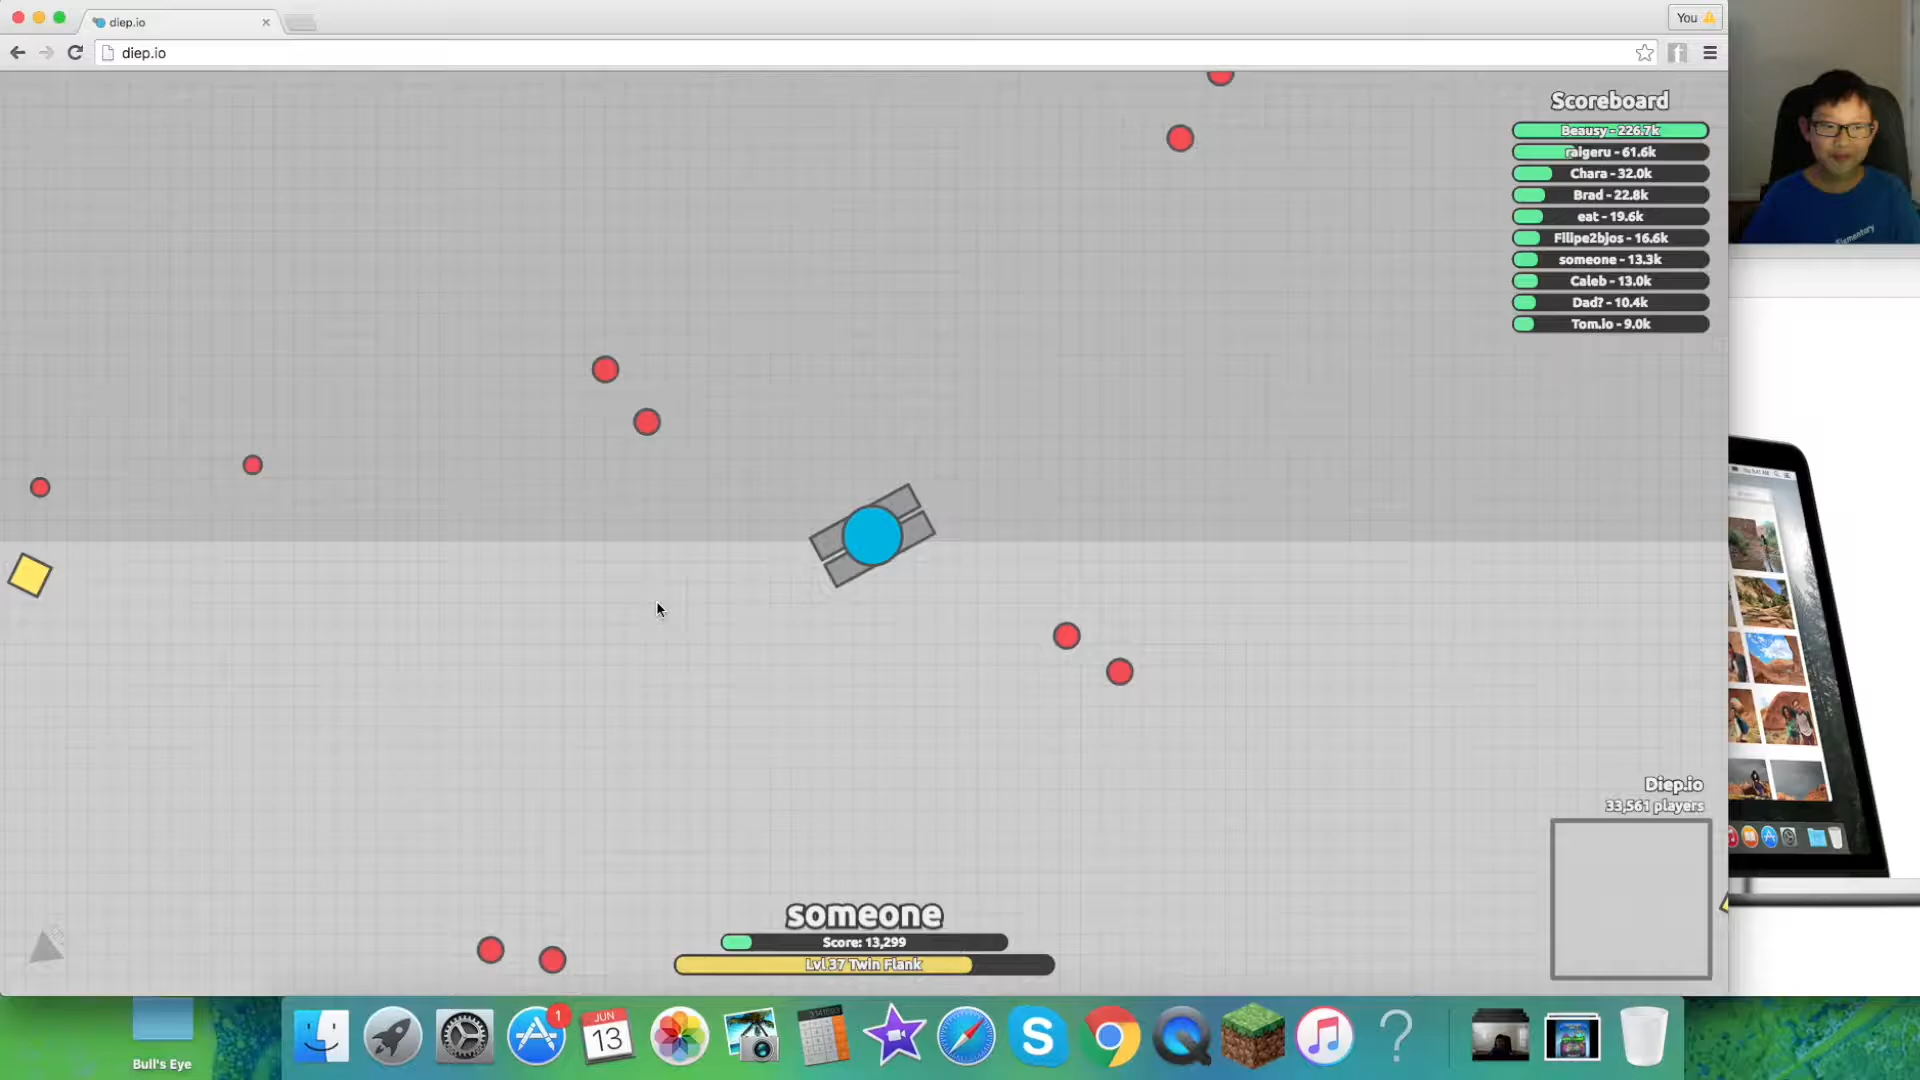 diep.io
You
diep.io
Scoreboard
Beausy - 226.7k
raigeru - 61.6k
Chara - 32.0k
Brad - 22.8k
eat - 19.6k
Filipe2bjos - 16.6k
someone - 13.3k
Caleb - 13.0k
Dad? - 10.4k
Tom.io - 9.0k
Elementary
Diep.io
33,561 players
someone
Score: 13,299
Lvl 37 Twin Flank
1
JUN
13
Bull's Eye